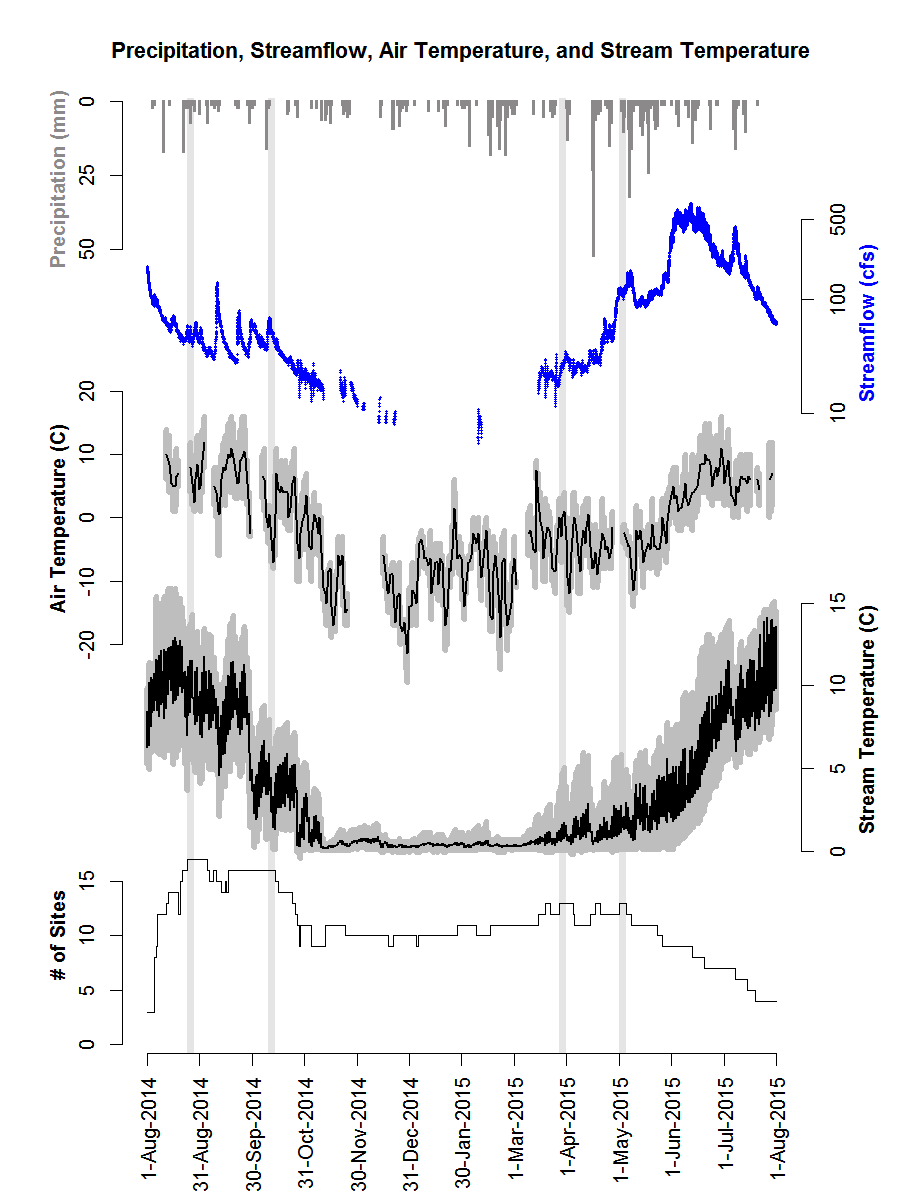 Precipitation, Streamflow, Air Temperature, and Stream Temperature
Precipitation (mm)
0
25
50
Streamflow (cfs)
500
100
10
Air Temperature (C)
20
10
0
-10
-20
Stream Temperature (C)
15
10
5
0
# of Sites
15
10
5
0
1-Aug-2014
31-Aug-2014
30-Sep-2014
31-Oct-2014
30-Nov-2014
31-Dec-2014
30-Jan-2015
1-Mar-2015
1-Apr-2015
1-May-2015
1-Jun-2015
1-Jul-2015
1-Aug-2015